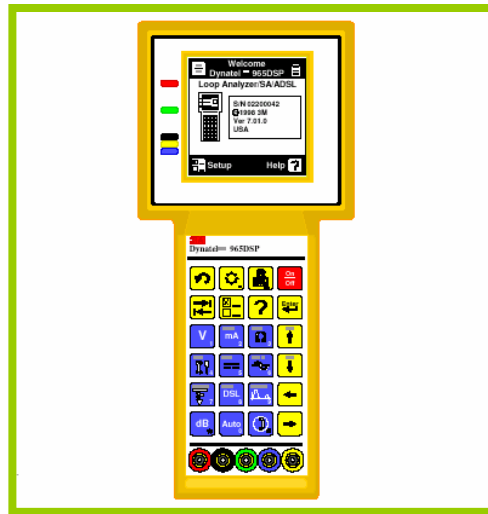 Welcome
Dynatel 965DSP
Loop Analyzer/SA/ADSL
S/N 02200042
©1998 3M
Ver 7.01.0
USA
Setup Help ?
Dynatel 965DSP
On
Off
? Enter
V mA
DSL
dB Auto